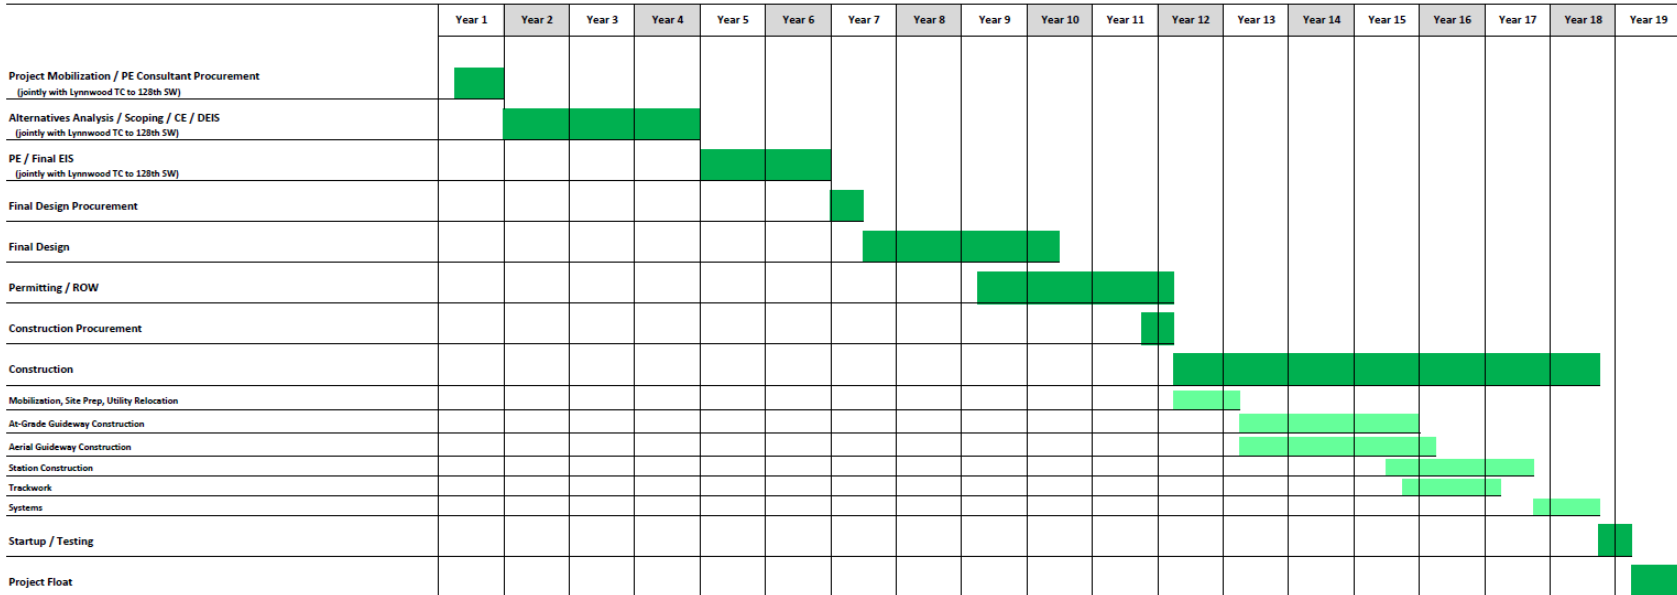 Year 1 Year 2 Year 3 Year 4 Year 5 Year 6 Year 7 Year 8 Year 9 Year 10 Year 11 Year 12 Year 13 Year 14 Year 15 Year 16 Year 17 Year 18 Year 19
Project Mobilization / PE Consultant Procurement
(jointly with Lynnwood TC to 128th SW)
Alternatives Analysis / Scoping / CE / DEIS
(jointly with Lynnwood TC to 128th SW)
PE / Final EIS
(jointly with Lynnwood TC to 128th SW)
Final Design Procurement
Final Design
Permitting / ROW
Construction Procurement
Construction
Mobilization, Site Prep, Utility Relocation
At-Grade Guideway Construction
Aerial Guideway Construction
Station Construction
Trackwork
Systems
Startup / Testing
Project Float